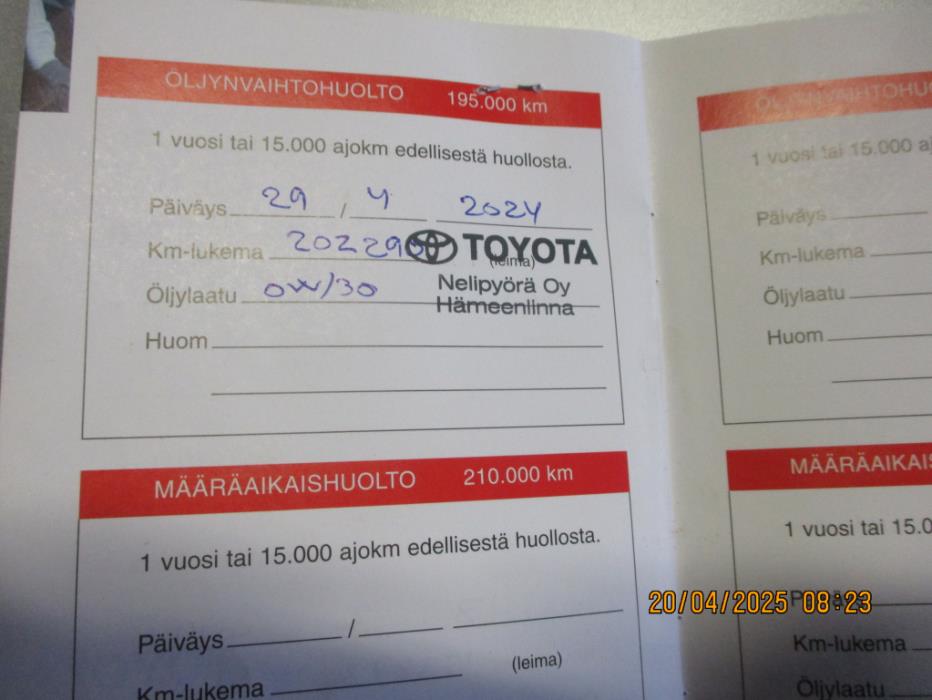 ÖLJYNVAIHTOHUOLTO 195.000 km
1 vuosi tai 15.000 ajokm edellisestä huollosta.
Päiväys 29 / 4 2024
Km-lukema 202290
TOYOTA
(leima)
Öljylaatu 0W/30
Nelipyörä Oy
Hämeenlinna
Huom
MÄÄRÄAIKAISHUOLTO 210.000 km
1 vuosi tai 15.000 ajokm edellisestä huollosta.
Päiväys /
(leima)
Km-lukema
ÖLJYNVAIHTOHU
1 vuosi tai 15.000 aj
Päiväys
Km-lukema
Öljylaatu
Huom
MÄÄRÄAIKAIS
1 vuosi tai 15.0
Päiväys
Km-lukema
Öljylaatu
20/04/2025 08:23